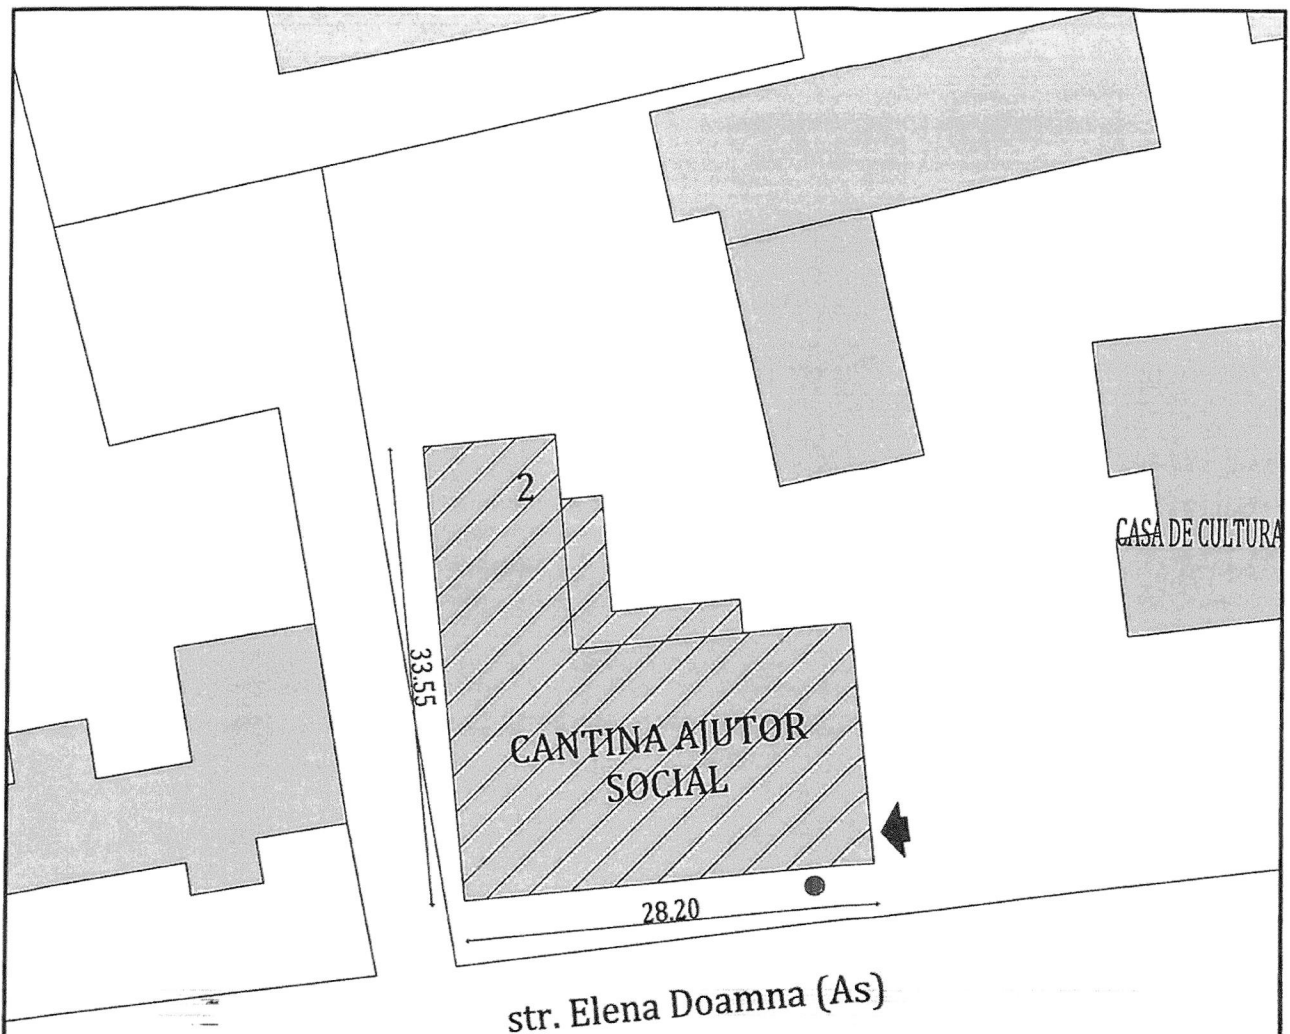 2
CASA DE CULTURA
33.55
CANTINA AJUTOR
SOCIAL
28.20
str. Elena Doamna (As)